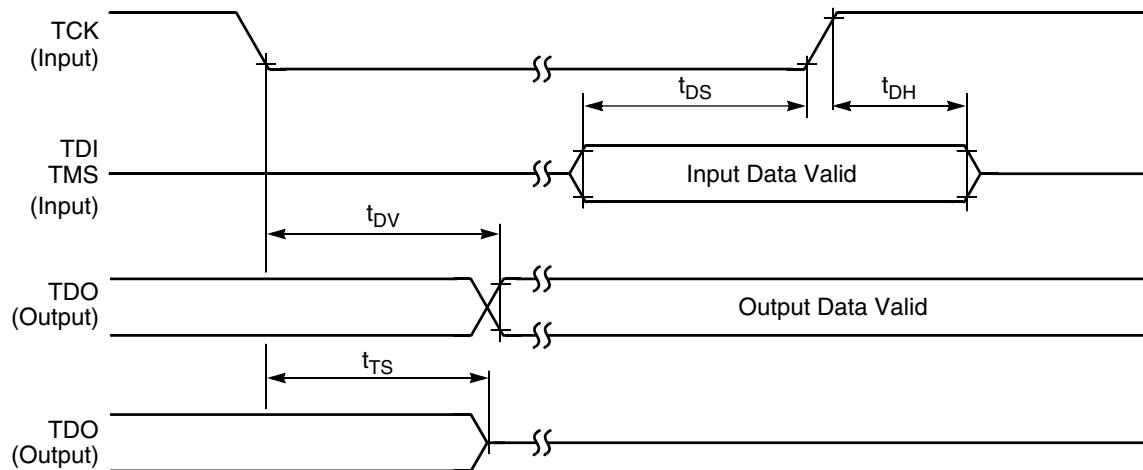 TCK
(Input)
t_DS
t_DH
TDI
TMS
(Input)
Input Data Valid
t_DV
TDO
(Output)
Output Data Valid
t_TS
TDO
(Output)